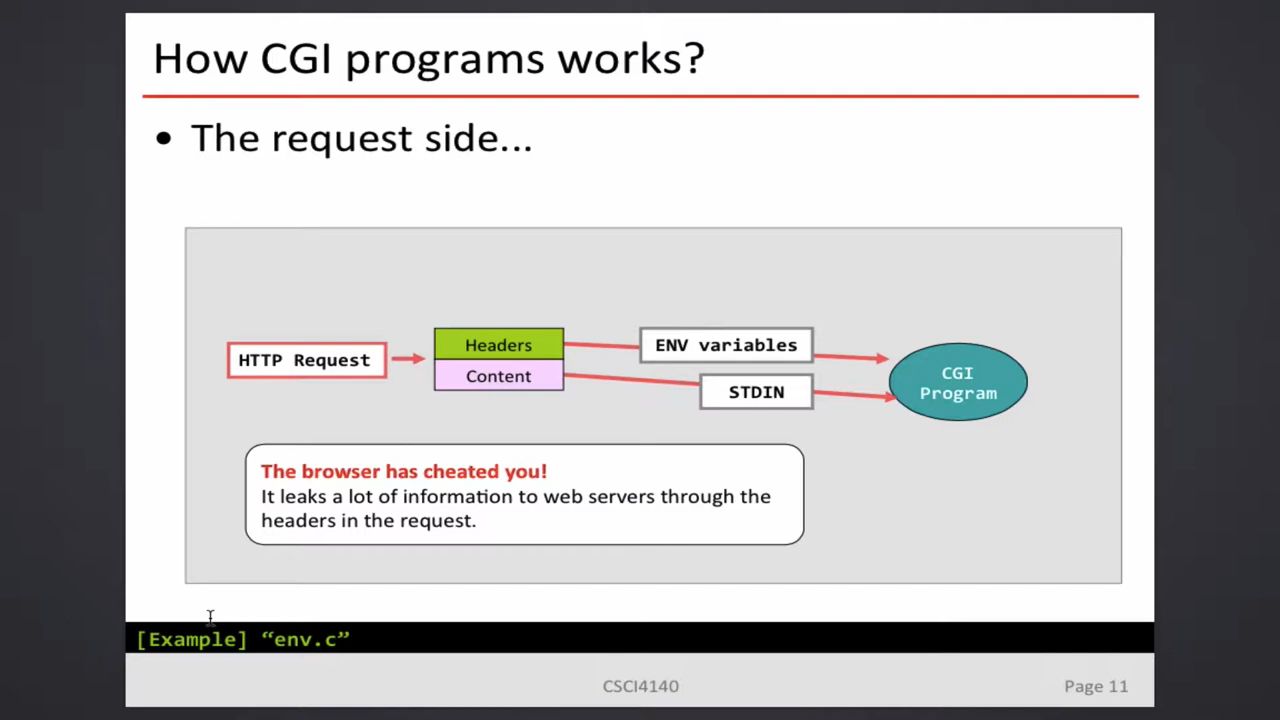 How CGI programs works?
• The request side...
HTTP Request
Headers
Content
ENV variables
STDIN
CGI
Program
The browser has cheated you!
It leaks a lot of information to web servers through the
headers in the request.
[Example] “env.c”
CSCI4140
Page 11